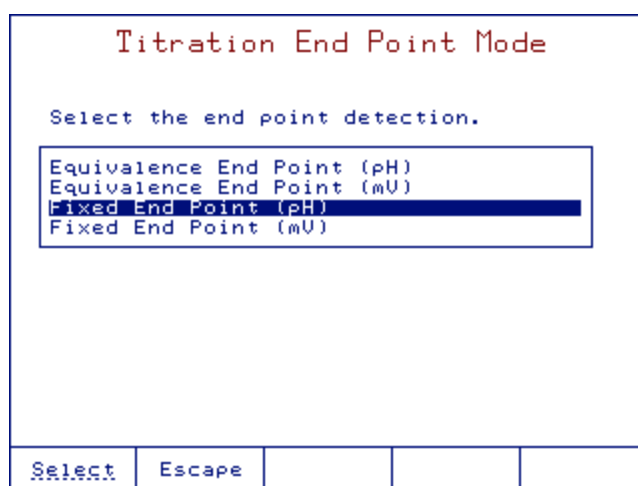 Titration End Point Mode
Select the end point detection.
Equivalence End Point (pH)
Equivalence End Point (mV)
Fixed End Point (pH)
Fixed End Point (mV)
Select
Escape